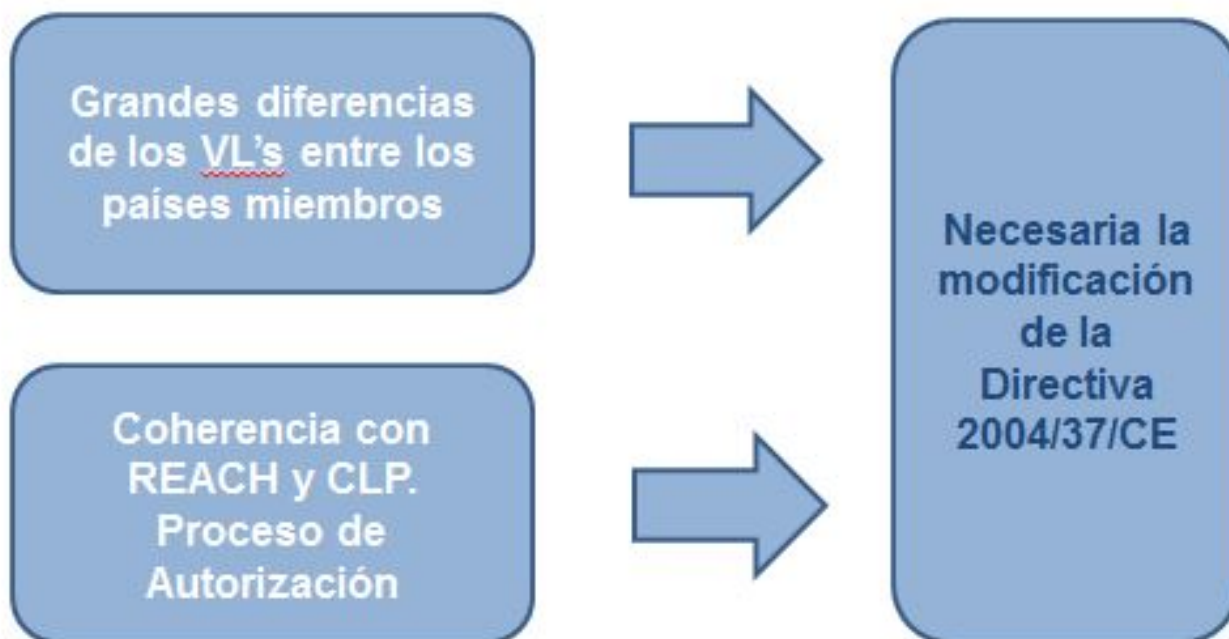 Grandes diferencias
de los VL's entre los
países miembros
Coherencia con
REACH y CLP.
Proceso de
Autorización
Necesaria la
modificación
de la
Directiva
2004/37/CE